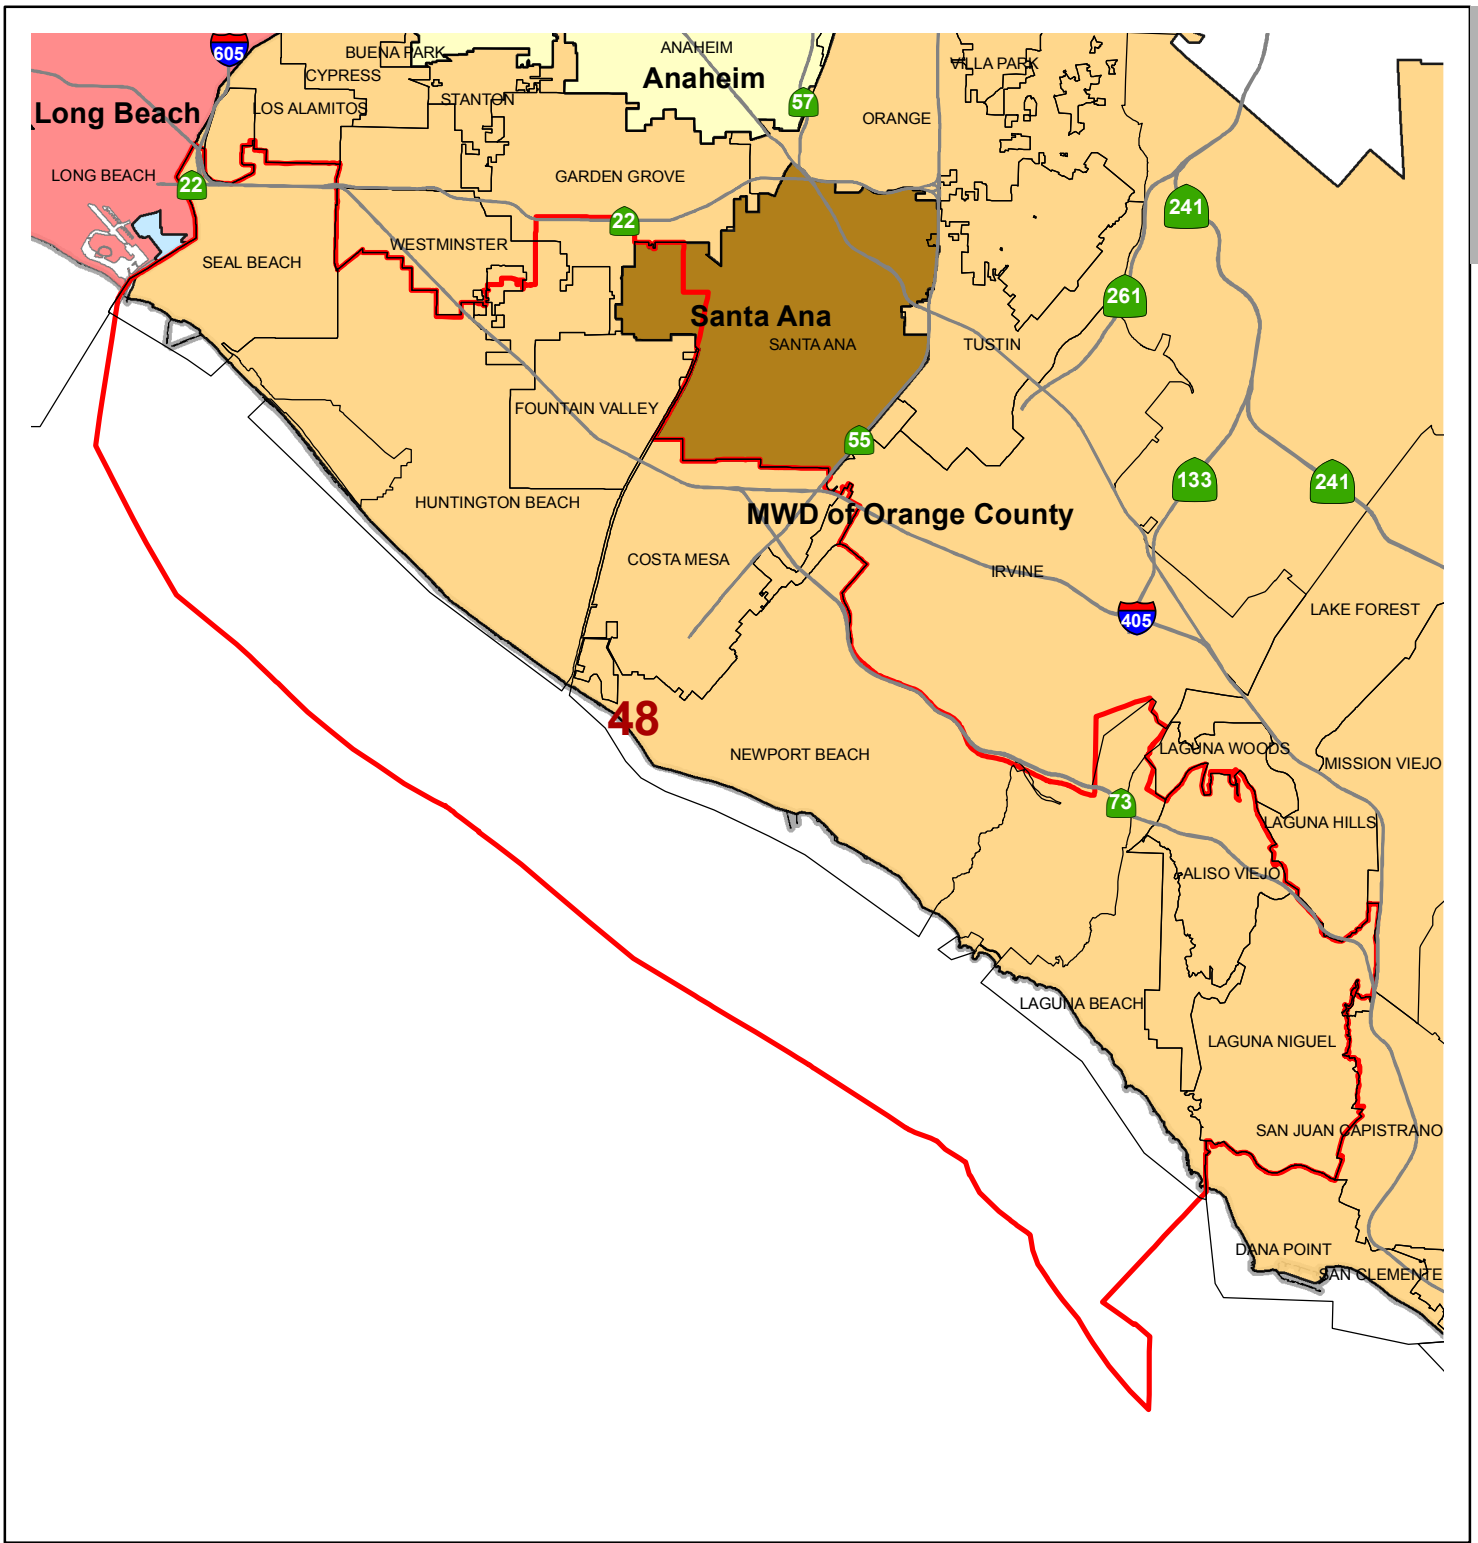 605
BUENA PARK
ANAHEIM
CYPRESS
Anaheim
VILLA PARK
Long Beach
LOS ALAMITOS
STANTON
57
ORANGE
LONG BEACH
22
GARDEN GROVE
241
22
WESTMINSTER
SEAL BEACH
261
Santa Ana
SANTA ANA
TUSTIN
FOUNTAIN VALLEY
55
133
241
HUNTINGTON BEACH
MWD of Orange County
COSTA MESA
IRVINE
LAKE FOREST
405
48
NEWPORT BEACH
LAGUNA WOODS
MISSION VIEJO
73
LAGUNA HILLS
ALISO VIEJO
LAGUNA BEACH
LAGUNA NIGUEL
SAN JUAN CAPISTRANO
DANA POINT
SAN CLEMENTE